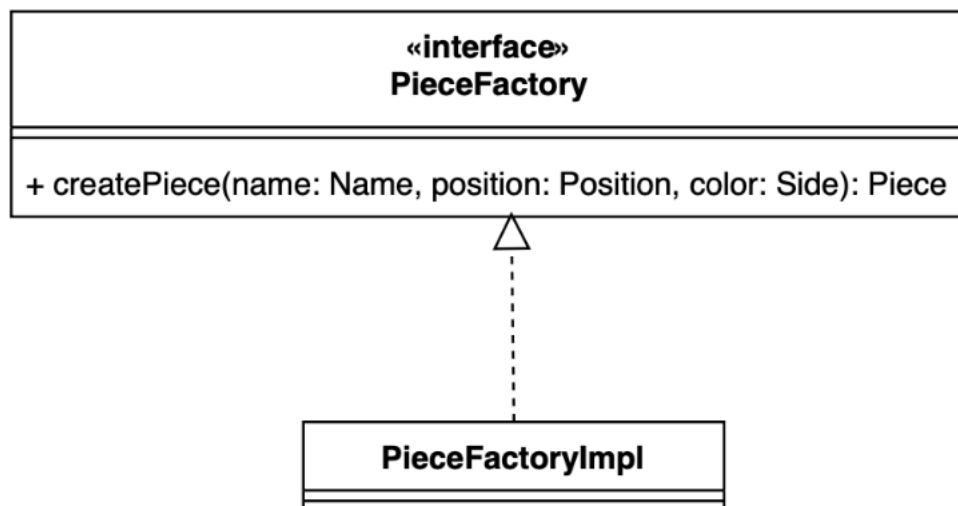 «interface»
PieceFactory
+ createPiece(name: Name, position: Position, color: Side): Piece
PieceFactoryImpl